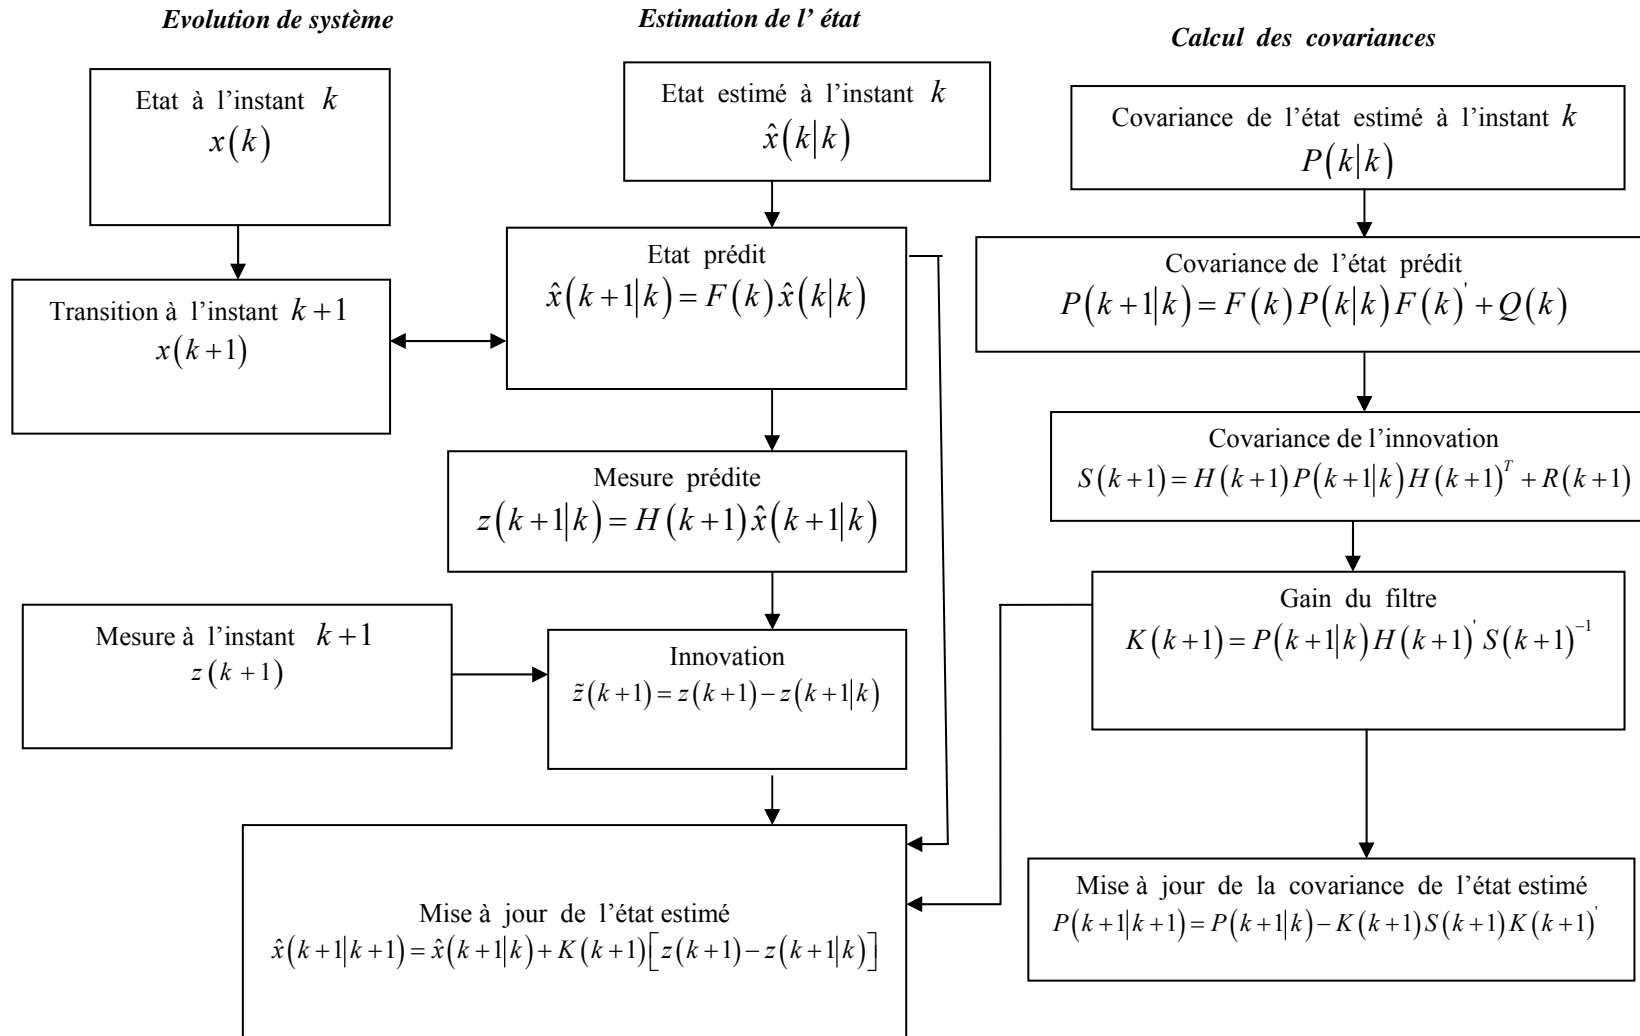 Evolution de système
Etat à l’instant k
x(k)
Transition à l’instant k+1
x(k+1)
Mesure à l’instant k+1
z(k+1)
Estimation de l’ état
Etat estimé à l’instant k
x̂(k|k)
Etat prédit
x̂(k+1|k) = F(k)x̂(k|k)
Mesure prédite
z(k+1|k) = H(k+1)x̂(k+1|k)
Innovation
z̃(k+1) = z(k+1) − z(k+1|k)
Mise à jour de l’état estimé
x̂(k+1|k+1) = x̂(k+1|k) + K(k+1)[z(k+1) − z(k+1|k)]
Calcul des covariances
Covariance de l’état estimé à l’instant k
P(k|k)
Covariance de l’état prédit
P(k+1|k) = F(k)P(k|k)F(k)' + Q(k)
Covariance de l’innovation
S(k+1) = H(k+1)P(k+1|k)H(k+1)ᵀ + R(k+1)
Gain du filtre
K(k+1) = P(k+1|k)H(k+1)' S(k+1)⁻¹
Mise à jour de la covariance de l’état estimé
P(k+1|k+1) = P(k+1|k) − K(k+1)S(k+1)K(k+1)'